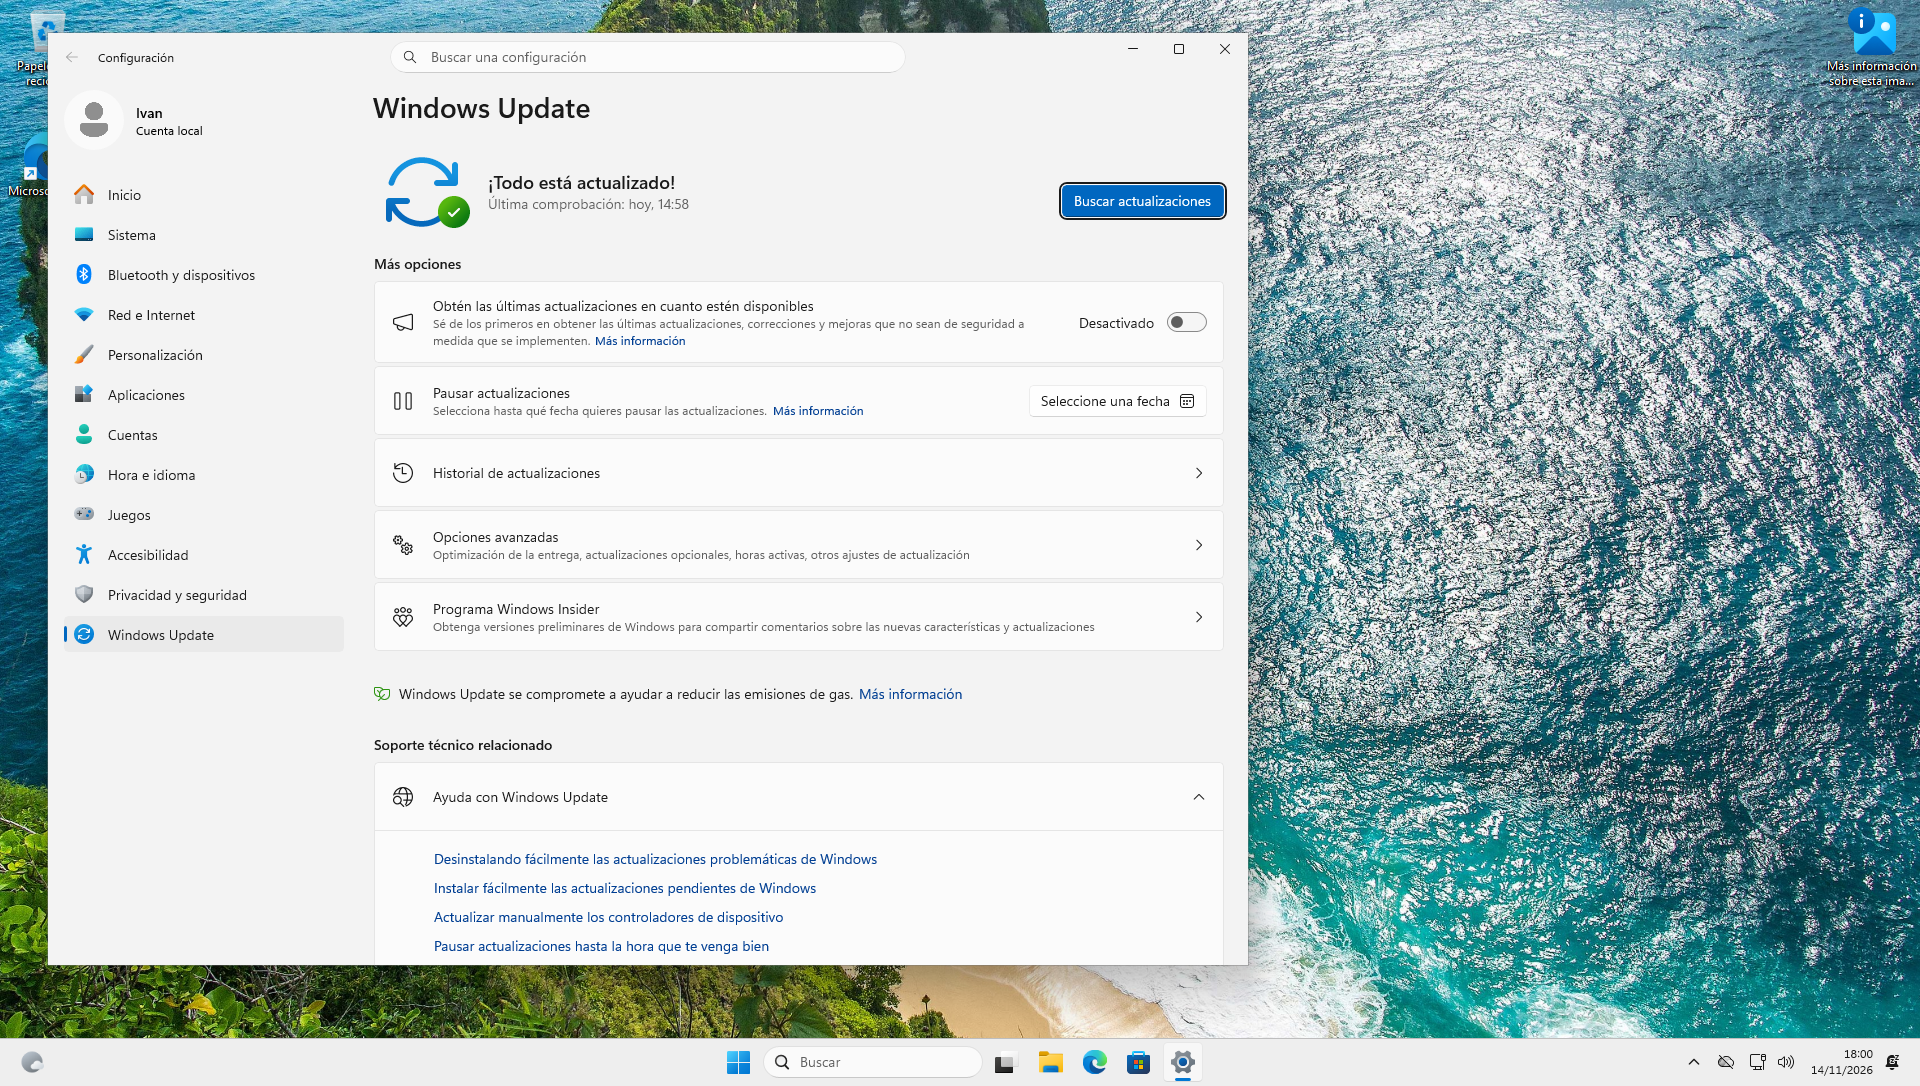 Configuración
Buscar una configuración
Ivan
Cuenta local
Inicio
Sistema
Bluetooth y dispositivos
Red e Internet
Personalización
Aplicaciones
Cuentas
Hora e idioma
Juegos
Accesibilidad
Privacidad y seguridad
Windows Update
Windows Update
¡Todo está actualizado!
Última comprobación: hoy, 14:58
Buscar actualizaciones
Más opciones
Obtén las últimas actualizaciones en cuanto estén disponibles
Sé de los primeros en obtener las últimas actualizaciones, correcciones y mejoras que no sean de seguridad a
medida que se implementen. Más información
Desactivado
Pausar actualizaciones
Selecciona hasta qué fecha quieres pausar las actualizaciones. Más información
Seleccione una fecha
Historial de actualizaciones
Opciones avanzadas
Optimización de la entrega, actualizaciones opcionales, horas activas, otros ajustes de actualización
Programa Windows Insider
Obtenga versiones preliminares de Windows para compartir comentarios sobre las nuevas características y actualizaciones
Windows Update se compromete a ayudar a reducir las emisiones de gas. Más información
Soporte técnico relacionado
Ayuda con Windows Update
Desinstalando fácilmente las actualizaciones problemáticas de Windows
Instalar fácilmente las actualizaciones pendientes de Windows
Actualizar manualmente los controladores de dispositivo
Pausar actualizaciones hasta la hora que te venga bien
Más información
sobre esta ima...
Buscar
18:00
14/11/2026